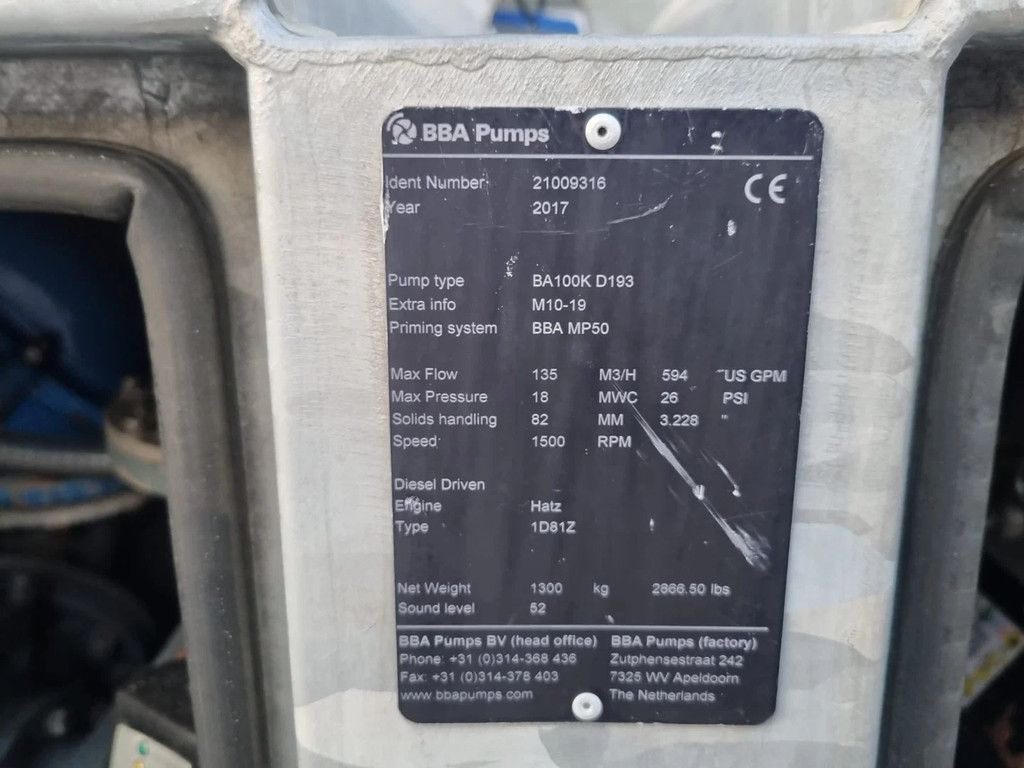 BBA Pumps
CE
Ident Number 21009316
Year 2017
Pump type BA100K D193
Extra info M10-19
Priming system BBA MP50
Max Flow 135 M3/H 594 US GPM
Max Pressure 18 MWC 26 PSI
Solids handling 82 MM 3.228 "
Speed 1500 RPM
Diesel Driven
Engine Hatz
Type 1D81Z
Net Weight 1300 kg 2866.50 lbs
Sound level 52
BBA Pumps BV (head office) BBA Pumps (factory)
Phone: +31 (0)314-368 436 Zutphensestraat 242
Fax: +31 (0)314-378 403 7325 WV Apeldoorn
www.bbapumps.com The Netherlands